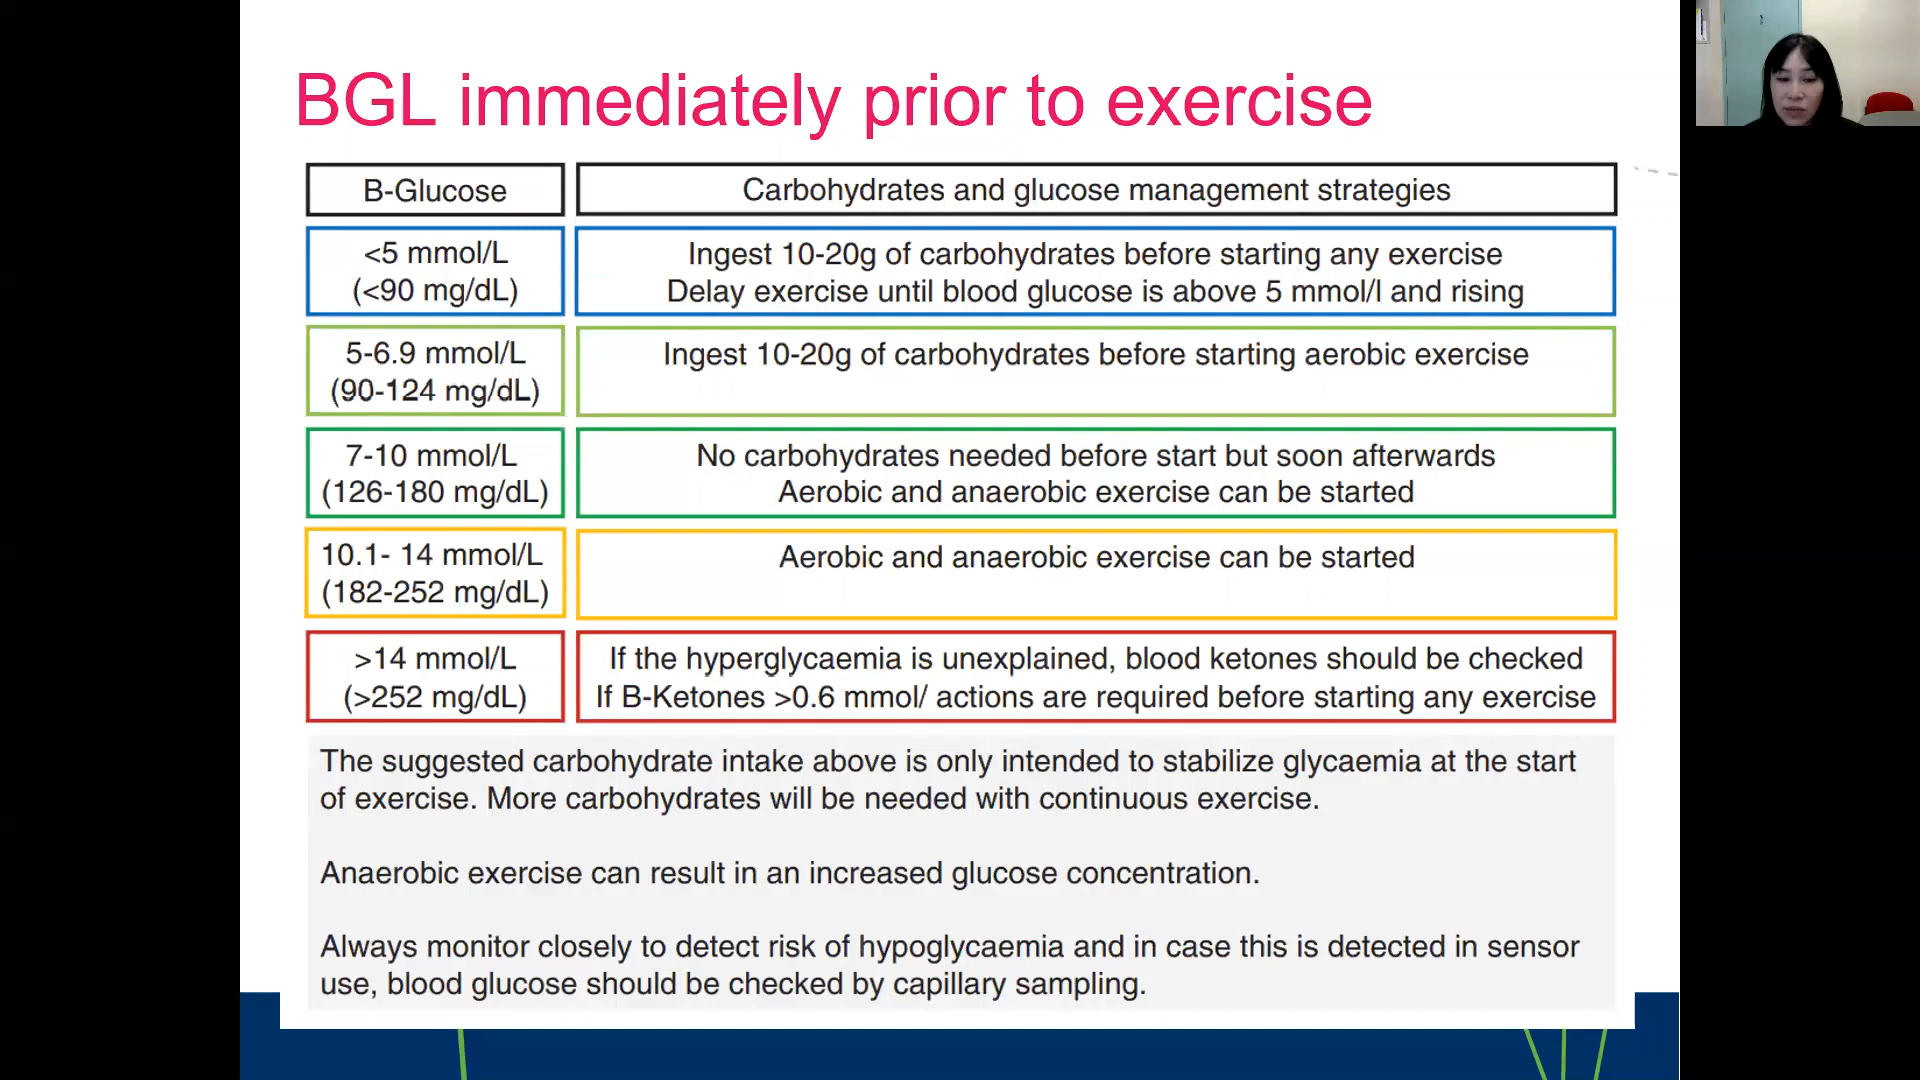 BGL immediately prior to exercise
B-Glucose
Carbohydrates and glucose management strategies
<5 mmol/L
(<90 mg/dL)
Ingest 10-20g of carbohydrates before starting any exercise
Delay exercise until blood glucose is above 5 mmol/l and rising
5-6.9 mmol/L
(90-124 mg/dL)
Ingest 10-20g of carbohydrates before starting aerobic exercise
7-10 mmol/L
(126-180 mg/dL)
No carbohydrates needed before start but soon afterwards
Aerobic and anaerobic exercise can be started
10.1- 14 mmol/L
(182-252 mg/dL)
Aerobic and anaerobic exercise can be started
>14 mmol/L
(>252 mg/dL)
If the hyperglycaemia is unexplained, blood ketones should be checked
If B-Ketones >0.6 mmol/ actions are required before starting any exercise
The suggested carbohydrate intake above is only intended to stabilize glycaemia at the start
of exercise. More carbohydrates will be needed with continuous exercise.
Anaerobic exercise can result in an increased glucose concentration.
Always monitor closely to detect risk of hypoglycaemia and in case this is detected in sensor
use, blood glucose should be checked by capillary sampling.